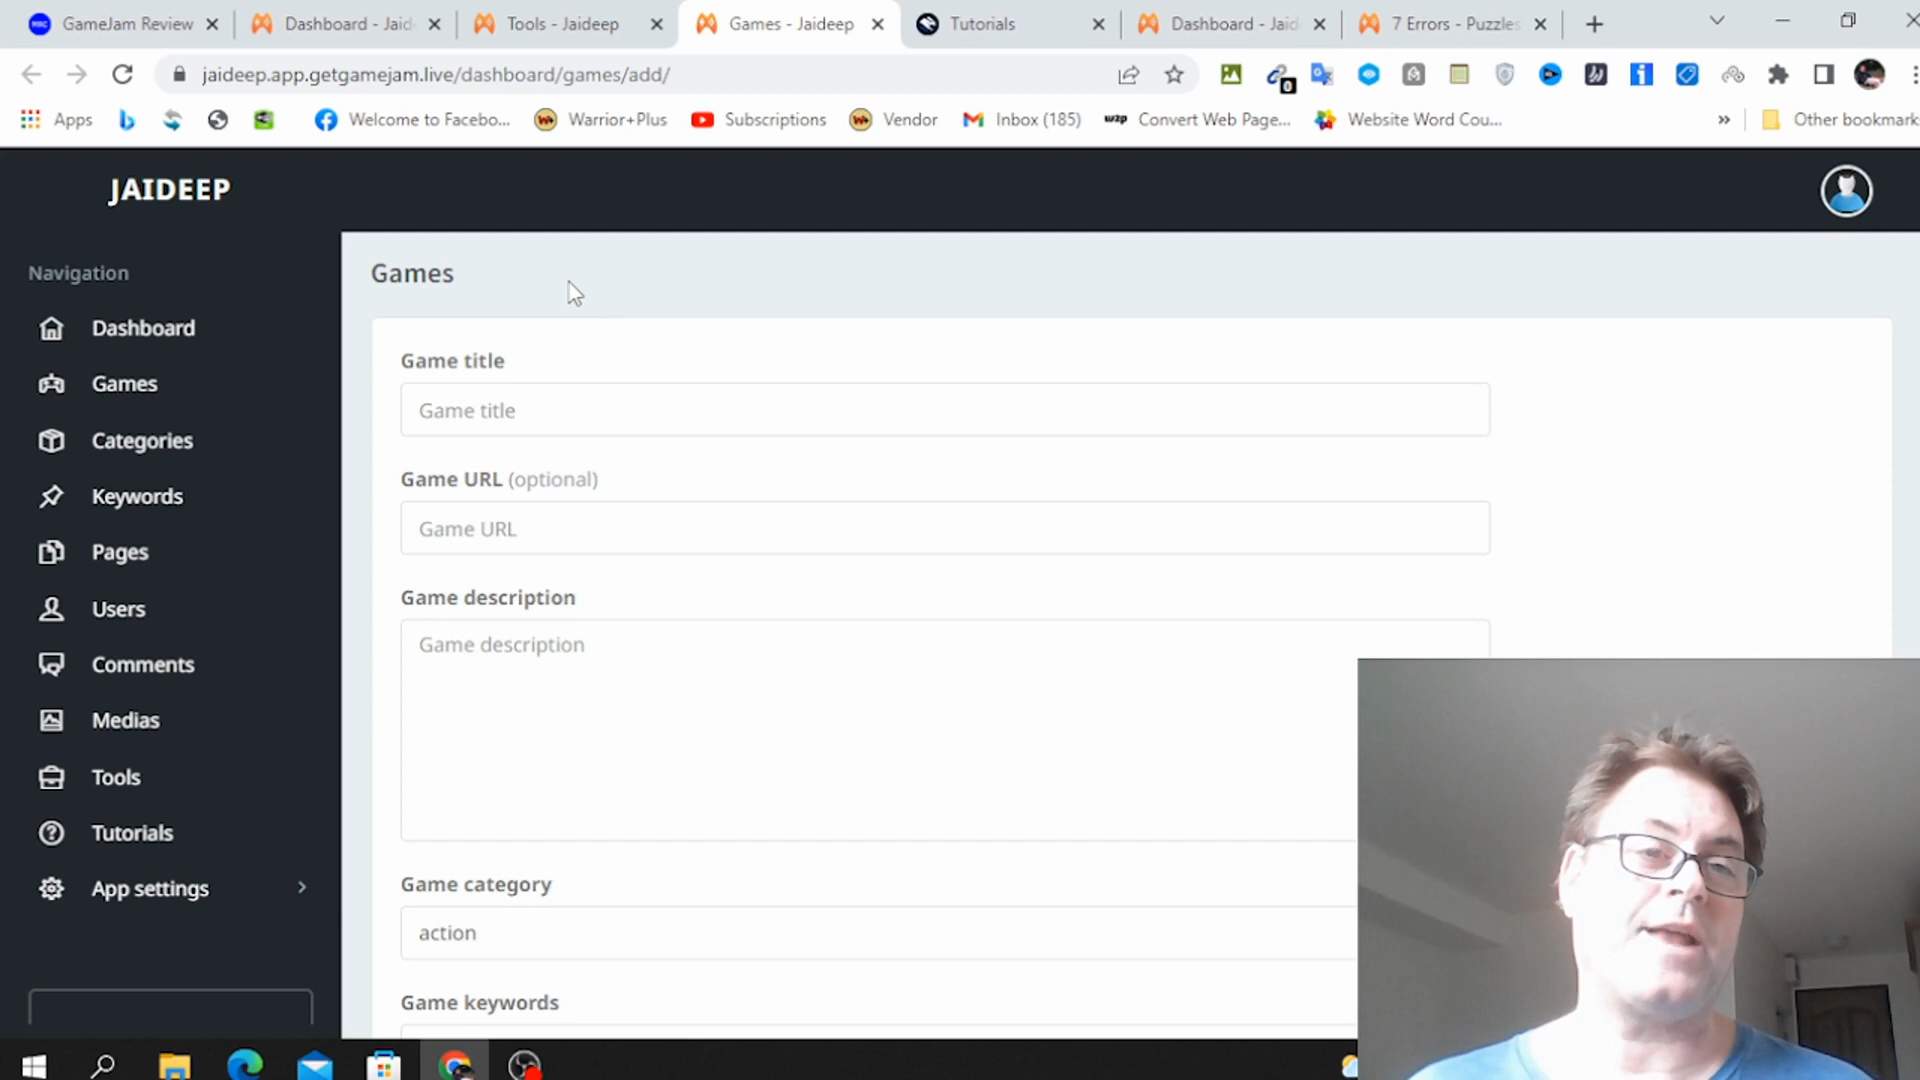 GameJam Review
Dashboard - Jaid
Tools - Jaideep
Games - Jaideep
Tutorials
Dashboard - Jaid
7 Errors - Puzzles
jaideep.app.getgamejam.live/dashboard/games/add/
0
Apps
Welcome to Facebo...
Warrior+Plus
Subscriptions
Vendor
Inbox (185)
W2P
Convert Web Page...
Website Word Cou...
»
Other bookmark
JAIDEEP
Navigation
Dashboard
Games
Categories
Keywords
Pages
Users
Comments
Medias
Tools
Tutorials
App settings
Games
Game title
Game title
Game URL (optional)
Game URL
Game description
Game description
Game category
action
Game keywords